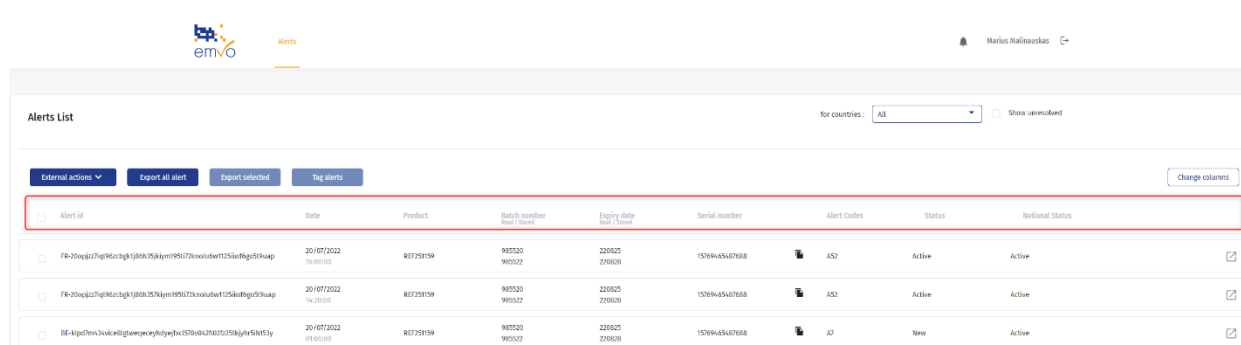 emvo
Alerts
Marius Malinauskas
Alerts List
for countries :
All
Show unresolved
External actions
Export all alert
Export selected
Tag alerts
Change columns
Alert id
Date
Product
Batch number
Read / Stored
Expiry date
Read / Stored
Serial number
Alert Codes
Status
National Status
20/07/2022
16:00:00
REF251159
985520
985522
220825
220828
15769465487688
A52
Active
Active
20/07/2022
14:20:00
REF251159
985520
985522
220825
220828
15769465487688
A52
Active
Active
20/07/2022
01:00:00
REF251159
985520
985522
220825
220828
15769465487688
A7
New
Active